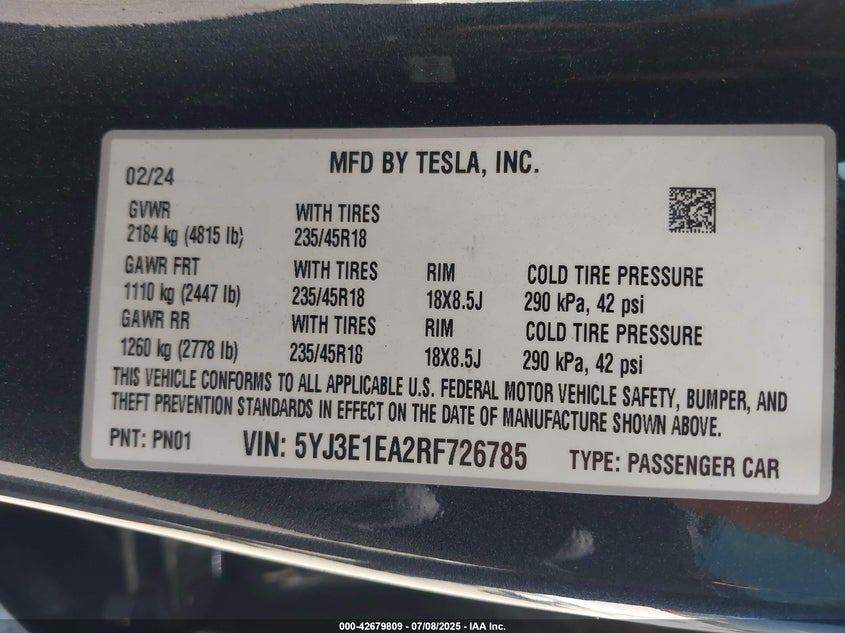 MFD BY TESLA, INC.
02/24
GVWR WITH TIRES
2184 kg (4815 lb) 235/45R18
GAWR FRT WITH TIRES RIM COLD TIRE PRESSURE
1110 kg (2447 lb) 235/45R18 18X8.5J 290 kPa, 42 psi
GAWR RR WITH TIRES RIM COLD TIRE PRESSURE
1260 kg (2778 lb) 235/45R18 18X8.5J 290 kPa, 42 psi
THIS VEHICLE CONFORMS TO ALL APPLICABLE U.S. FEDERAL MOTOR VEHICLE SAFETY, BUMPER, AND
THEFT PREVENTION STANDARDS IN EFFECT ON THE DATE OF MANUFACTURE SHOWN ABOVE.
PNT: PN01 VIN: 5YJ3E1EA2RF726785 TYPE: PASSENGER CAR
000-42679809 - 07/08/2025 - IAA Inc.